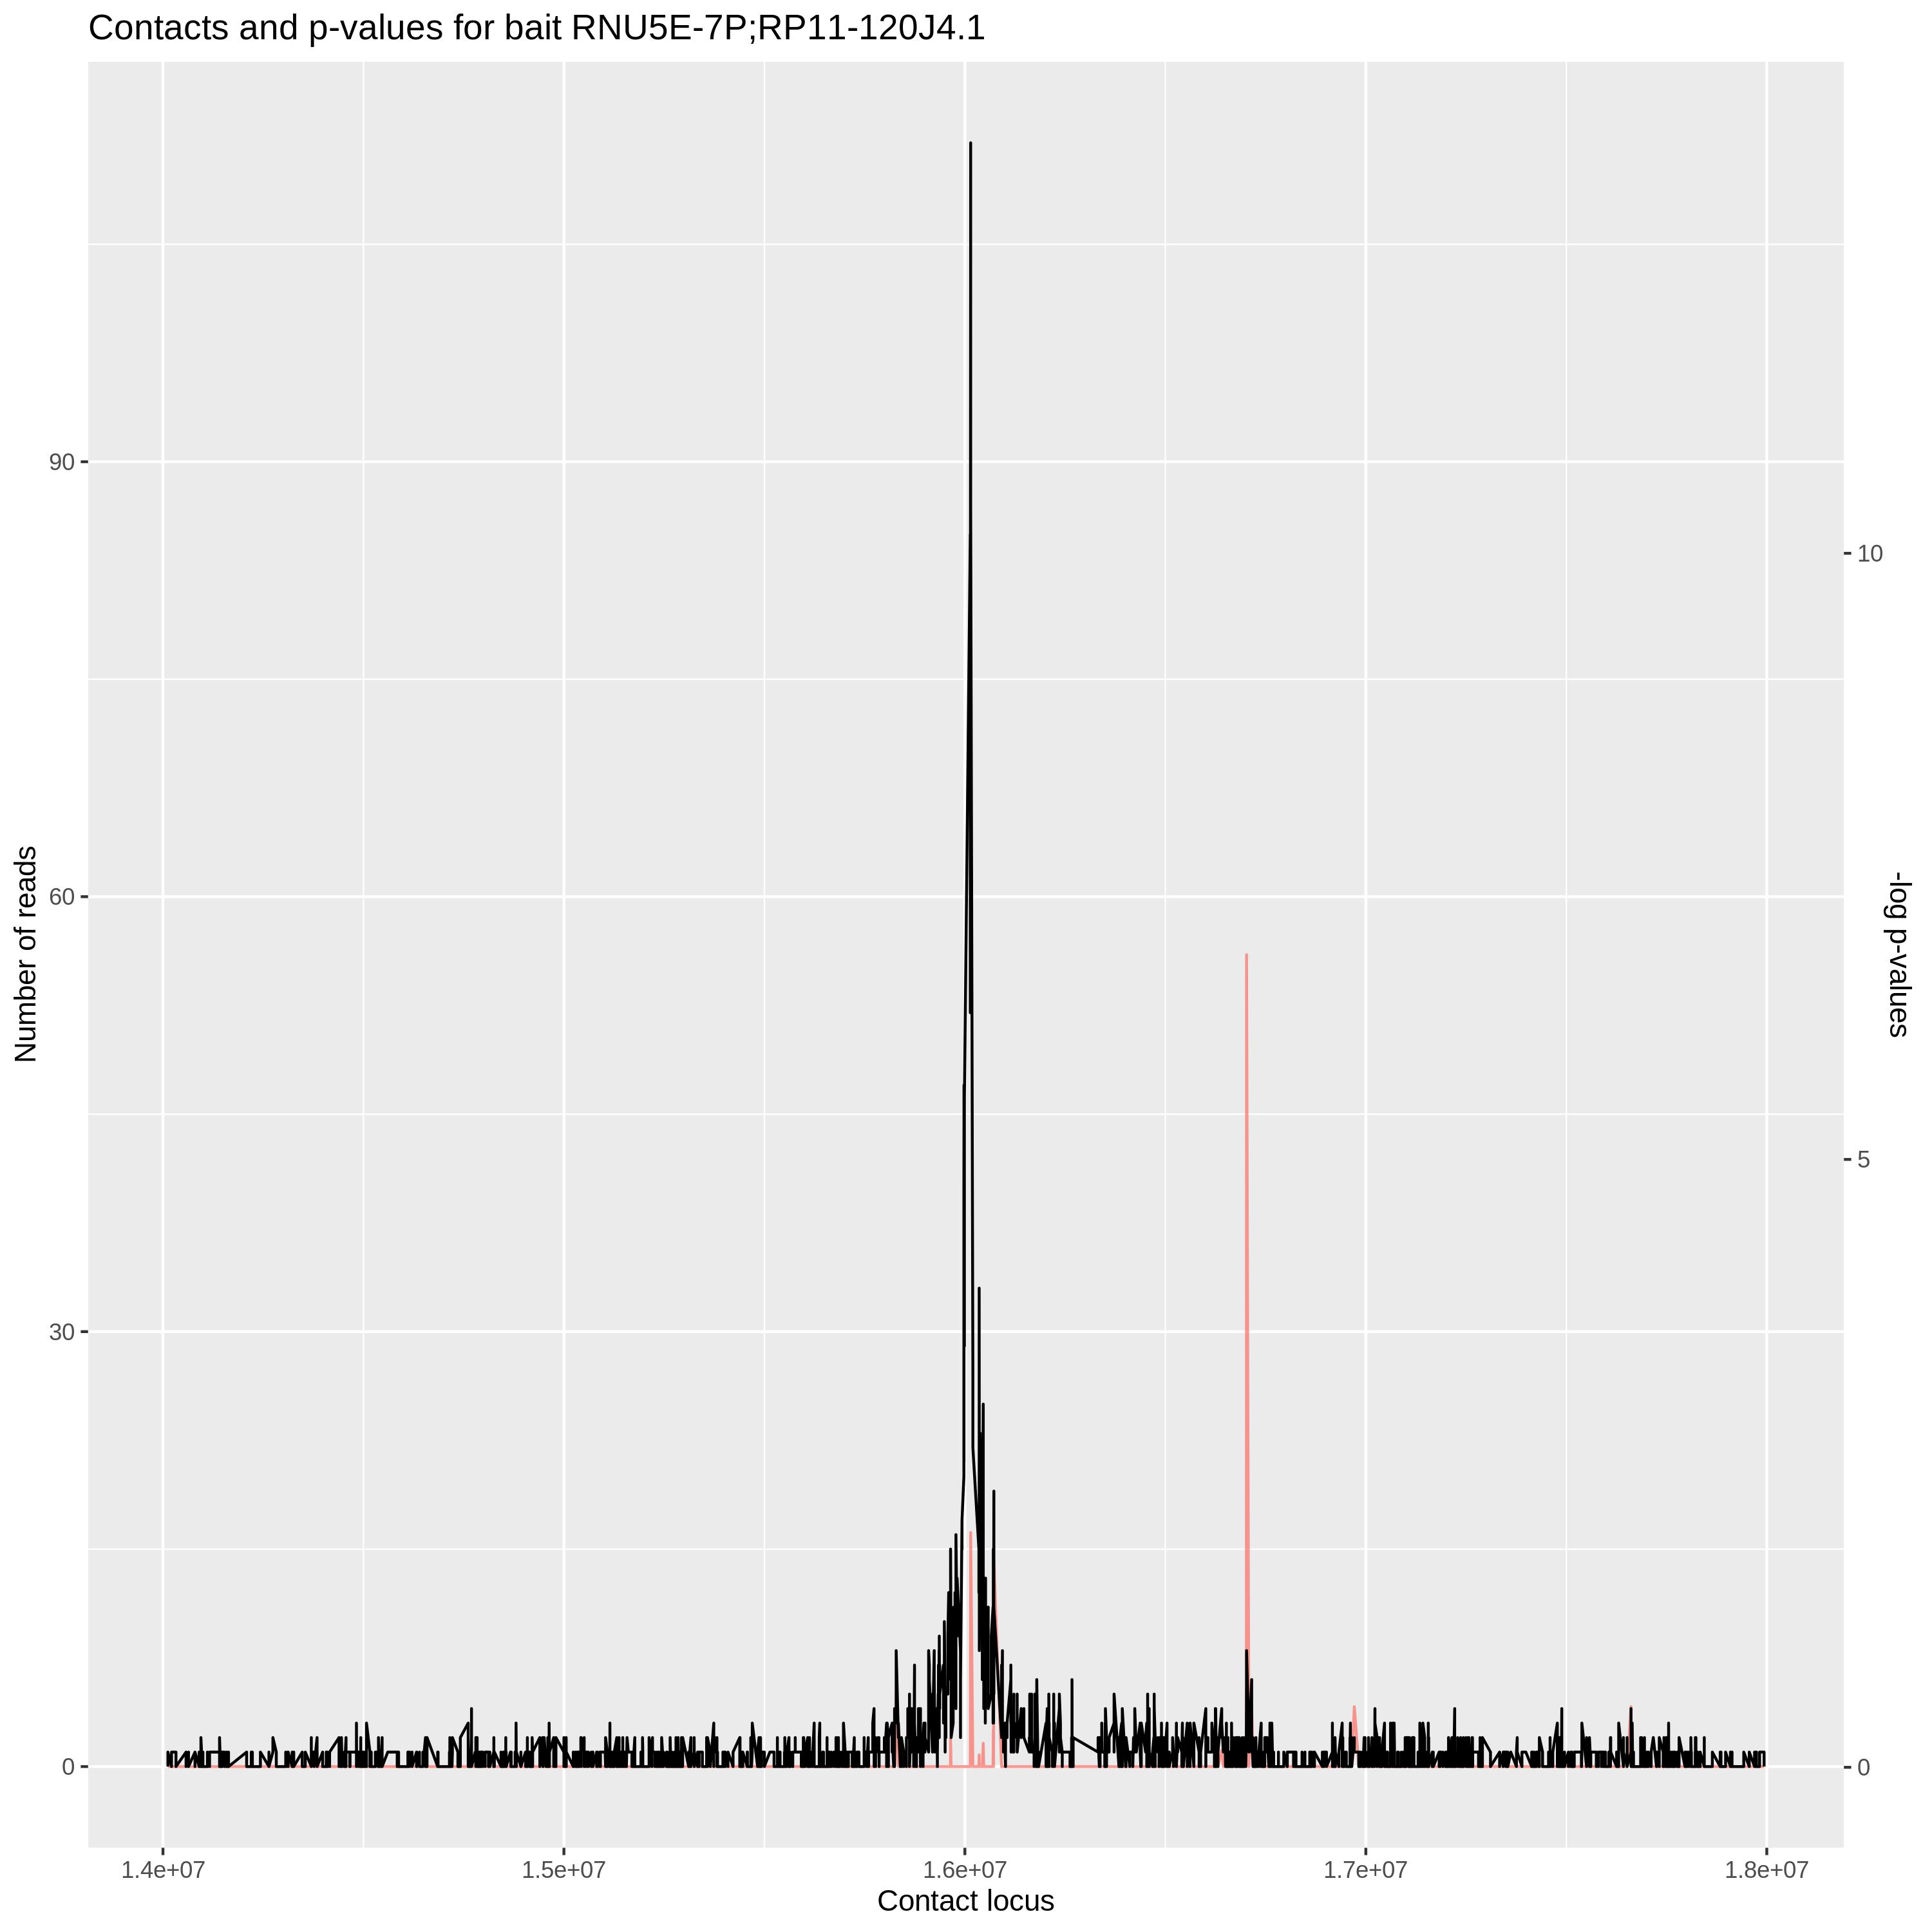 Contacts and p-values for bait RNU5E-7P;RP11-120J4.1
Number of reads
90
60
30
0
10
5
0
-log p-values
1.4e+07
1.5e+07
1.6e+07
1.7e+07
1.8e+07
Contact locus